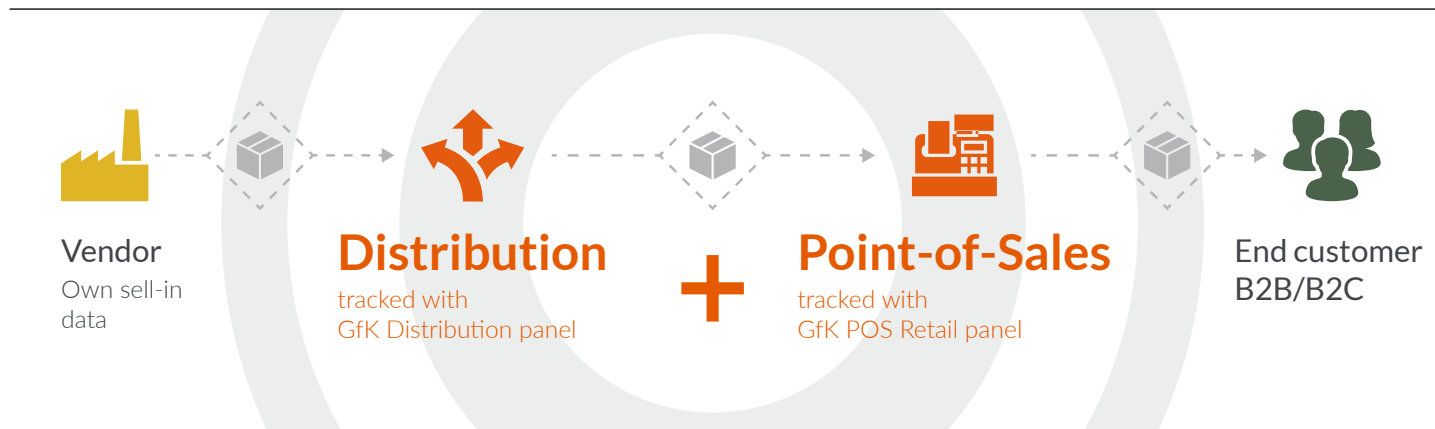 Vendor
Own sell-in
data
Distribution
tracked with
GfK Distribution panel
+
Point-of-Sales
tracked with
GfK POS Retail panel
End customer
B2B/B2C